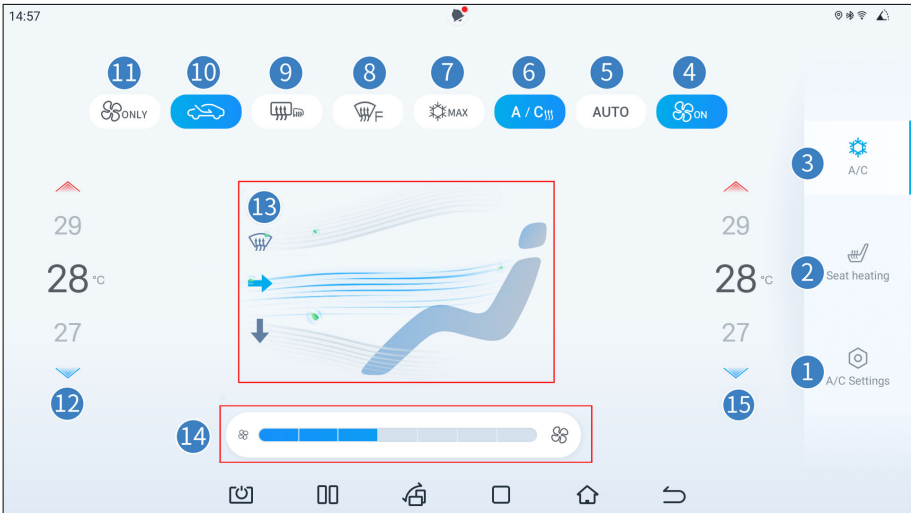 14:57
11 10 9 8 7 6 5 4
ONLY F MAX A / C AUTO ON
3
A/C
13
29 29
28 °C 28 °C
2
Seat heating
27 27
1
A/C Settings
12 15
14